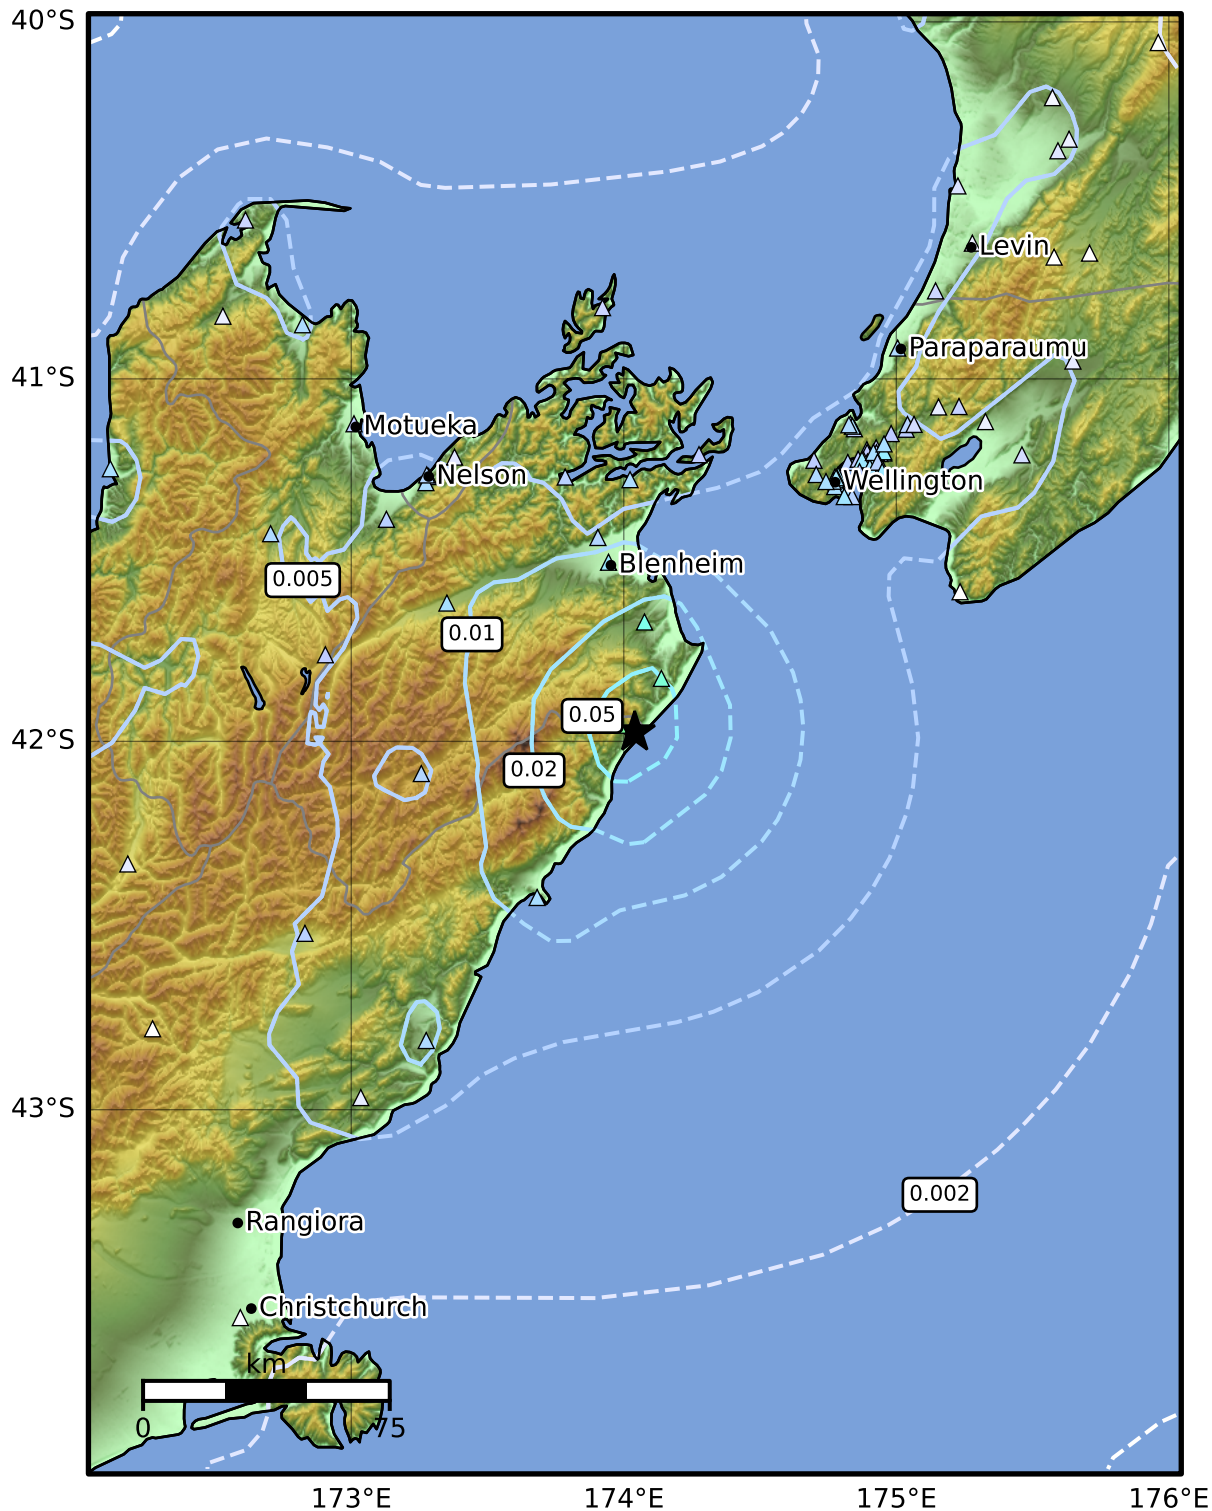 40°S
Levin
Paraparaumu
41°S
Motueka
Nelson
Wellington
Blenheim
0.005
0.01
0.05
42°S
0.02
43°S
0.002
Rangiora
Christchurch
km
0
75
173°E
174°E
175°E
176°E